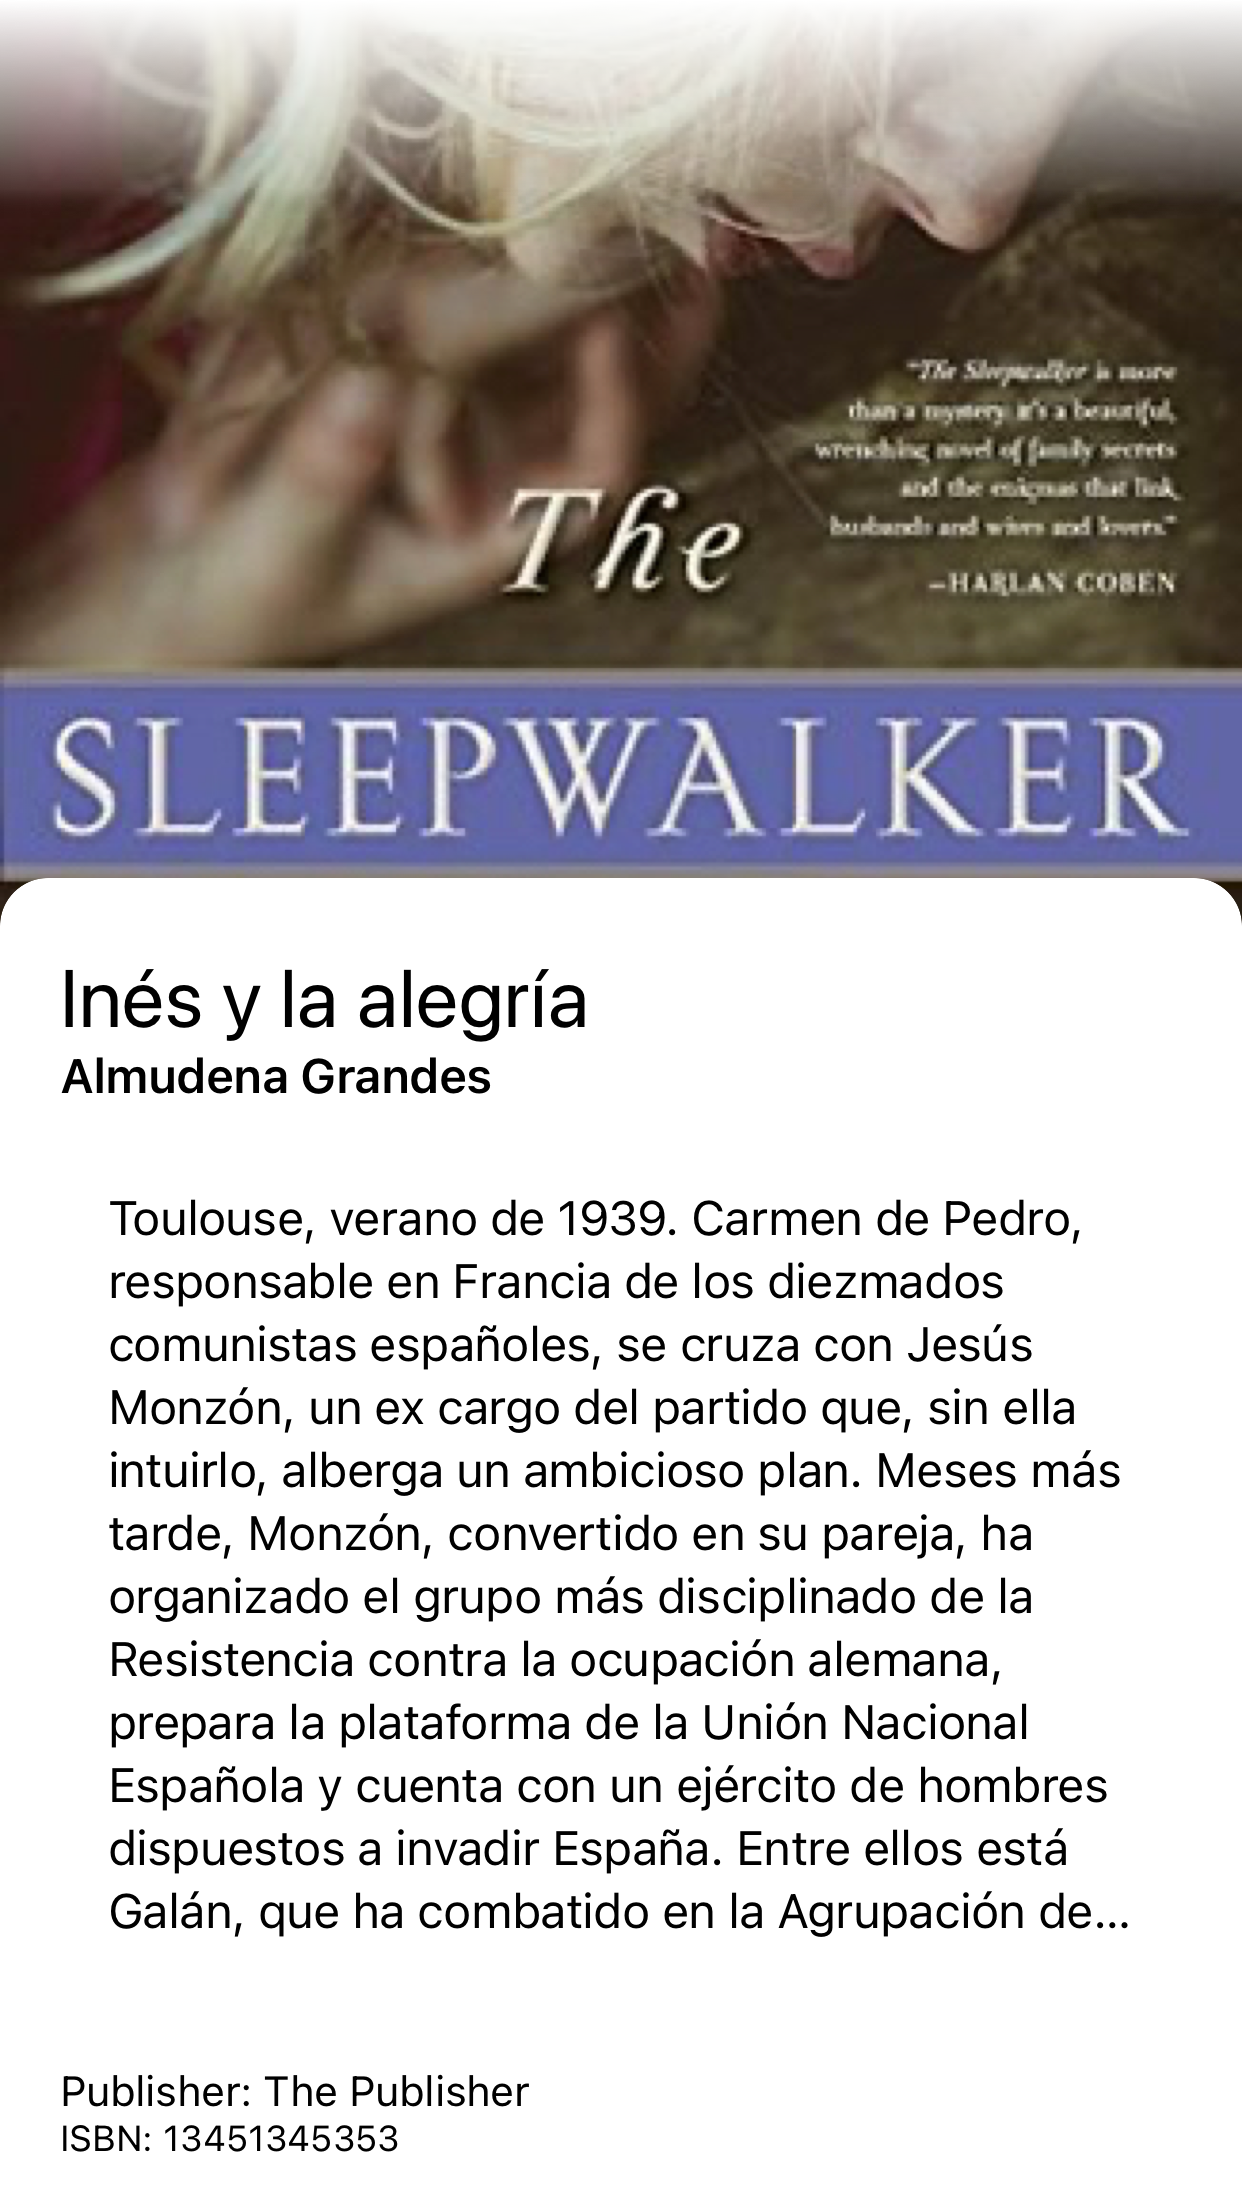 "The Sleepwalker is more
than a mystery. it's a beautiful,
wrenching novel of family secrets
and the enigmas that link
husbands and wives and lovers."
–HARLAN COBEN
The
SLEEPWALKER
Inés y la alegría
Almudena Grandes
Toulouse, verano de 1939. Carmen de Pedro,
responsable en Francia de los diezmados
comunistas españoles, se cruza con Jesús
Monzón, un ex cargo del partido que, sin ella
intuirlo, alberga un ambicioso plan. Meses más
tarde, Monzón, convertido en su pareja, ha
organizado el grupo más disciplinado de la
Resistencia contra la ocupación alemana,
prepara la plataforma de la Unión Nacional
Española y cuenta con un ejército de hombres
dispuestos a invadir España. Entre ellos está
Galán, que ha combatido en la Agrupación de...
Publisher: The Publisher
ISBN: 13451345353